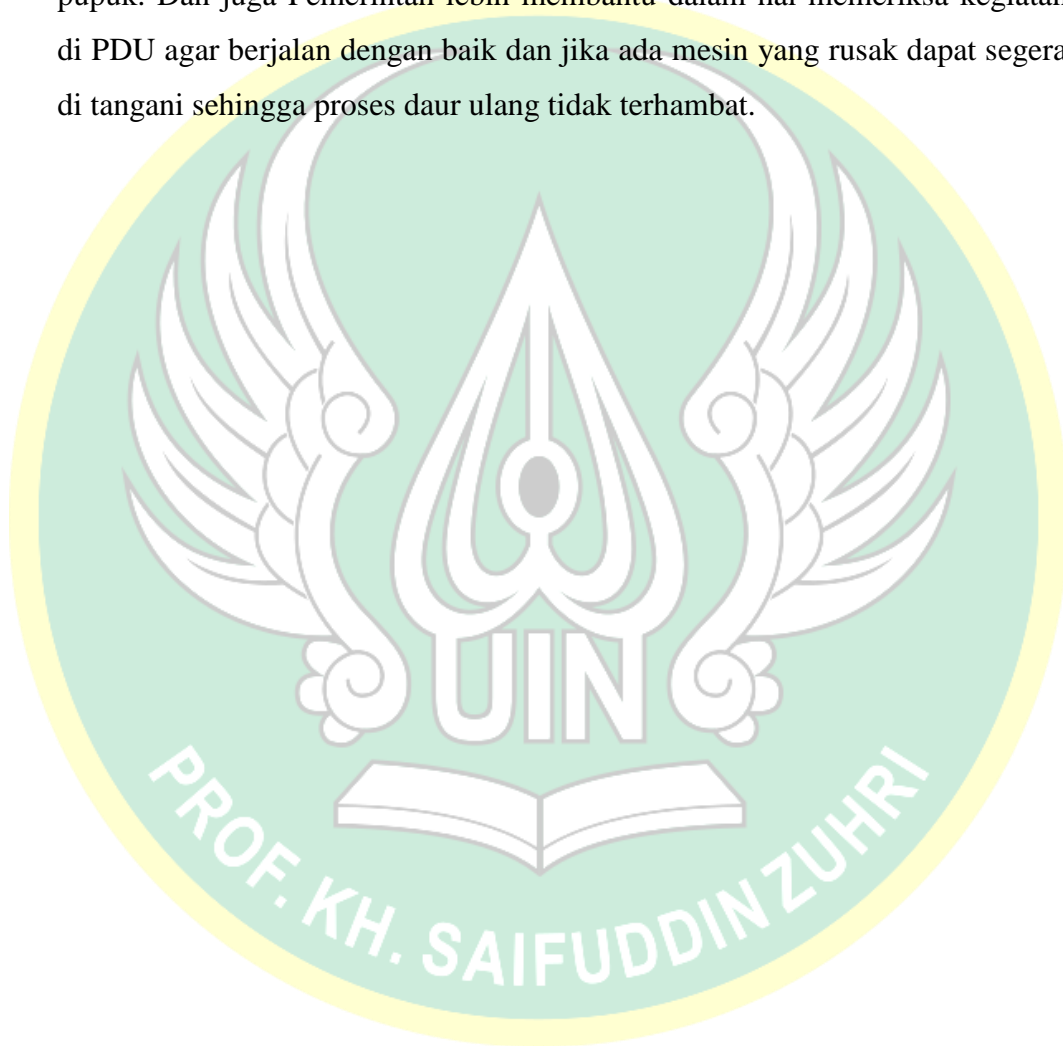 pupuk. Dan juga Pemerintah lebih membantu dalam hal memeriksa kegiatan
di PDU agar berjalan dengan baik dan jika ada mesin yang rusak dapat segera
di tangani sehingga proses daur ulang tidak terhambat.
UIN
PROF. KH. SAIFUDDIN ZUHRI